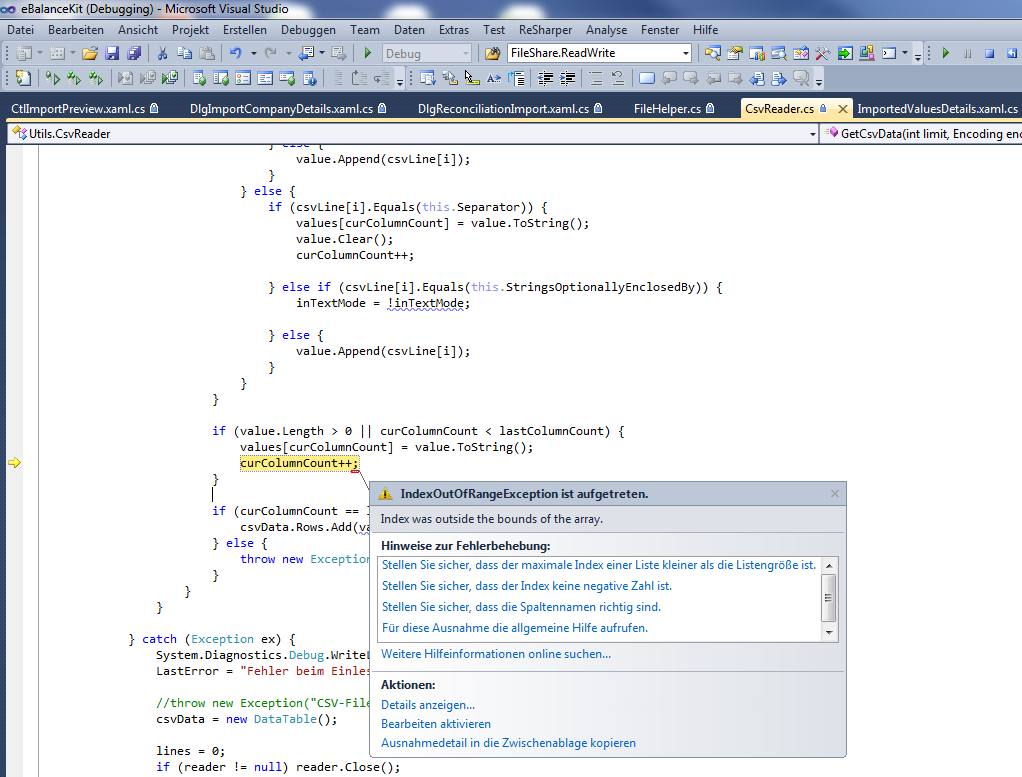 eBalanceKit (Debugging) - Microsoft Visual Studio
Datei Bearbeiten Ansicht Projekt Erstellen Debuggen Team Daten Extras Test ReSharper Analyse Fenster Hilfe
Debug FileShare.ReadWrite
CtlImportPreview.xaml.cs DlgImportCompanyDetails.xaml.cs DlgReconciliationImport.xaml.cs FileHelper.cs CsvReader.cs ImportedValuesDetails.xaml.cs
Utils.CsvReader GetCsvData(int limit, Encoding enc
} else {
value.Append(csvLine[i]);
}
} else {
if (csvLine[i].Equals(this.Separator)) {
values[curColumnCount] = value.ToString();
value.Clear();
curColumnCount++;
} else if (csvLine[i].Equals(this.StringsOptionallyEnclosedBy)) {
inTextMode = !inTextMode;
} else {
value.Append(csvLine[i]);
}
}
}
if (value.Length > 0 || curColumnCount < lastColumnCount) {
values[curColumnCount] = value.ToString();
curColumnCount++;
}
if (curColumnCount ==
csvData.Rows.Add(va
} else {
throw new Exception
}
}
}
} catch (Exception ex) {
System.Diagnostics.Debug.WriteL
LastError = "Fehler beim Einles
//throw new Exception("CSV-File
csvData = new DataTable();
lines = 0;
if (reader != null) reader.Close();
IndexOutOfRangeException ist aufgetreten.
Index was outside the bounds of the array.
Hinweise zur Fehlerbehebung:
Stellen Sie sicher, dass der maximale Index einer Liste kleiner als die Listengröße ist.
Stellen Sie sicher, dass der Index keine negative Zahl ist.
Stellen Sie sicher, dass die Spaltennamen richtig sind.
Für diese Ausnahme die allgemeine Hilfe aufrufen.
Weitere Hilfeinformationen online suchen...
Aktionen:
Details anzeigen...
Bearbeiten aktivieren
Ausnahmedetail in die Zwischenablage kopieren